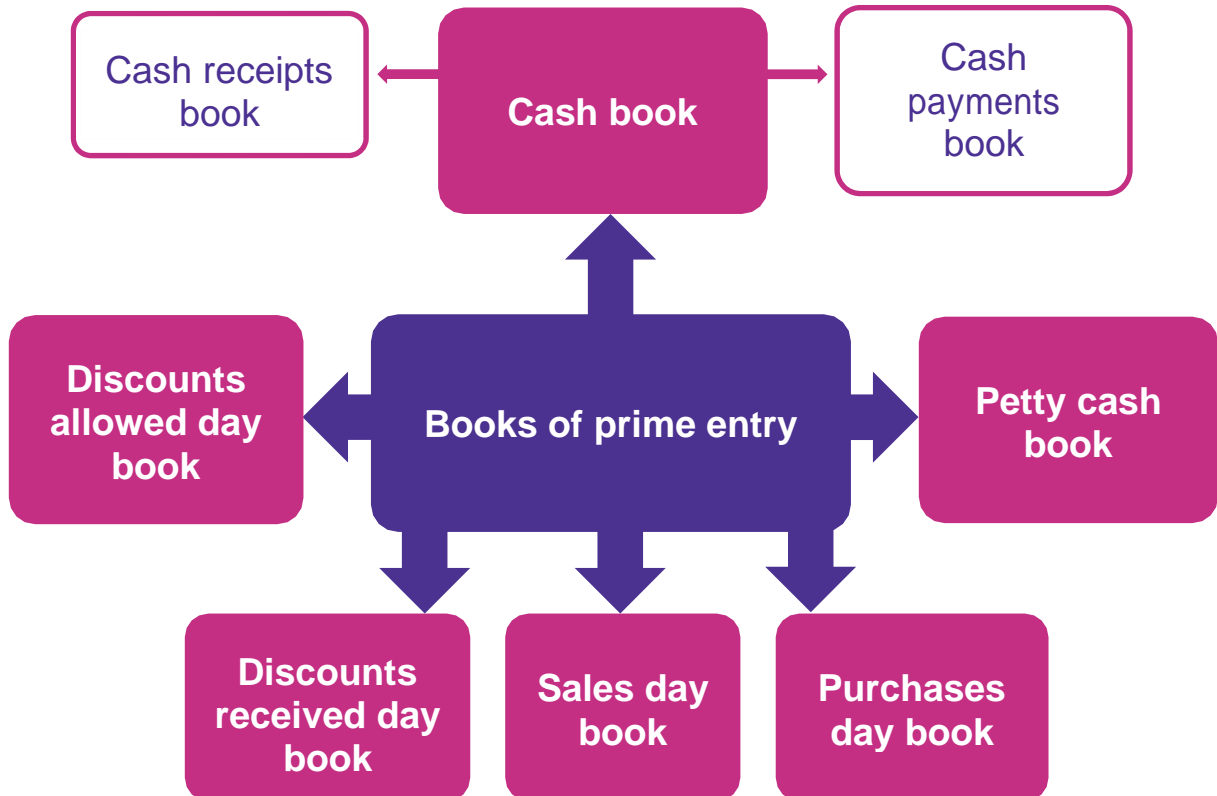 Cash receipts
book
Cash book
Cash
payments
book
Discounts
allowed day
book
Books of prime entry
Petty cash
book
Discounts
received day
book
Sales day
book
Purchases
day book